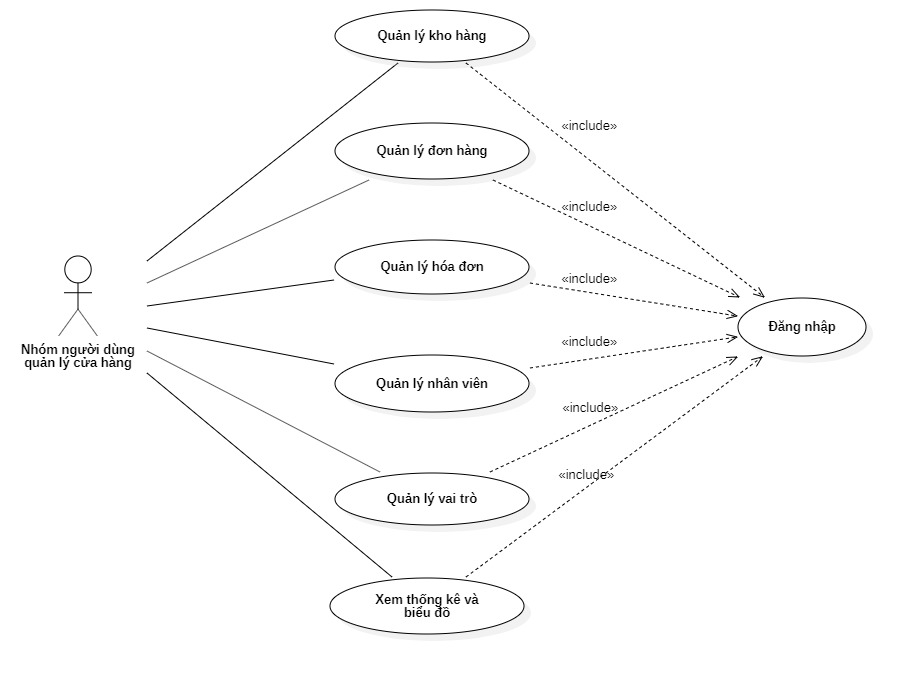 Quản lý kho hàng
«include»
Quản lý đơn hàng
«include»
Quản lý hóa đơn
«include»
Đăng nhập
Nhóm người dùng
quản lý cửa hàng
«include»
Quản lý nhân viên
«include»
Quản lý vai trò
«include»
Xem thống kê và
biểu đồ